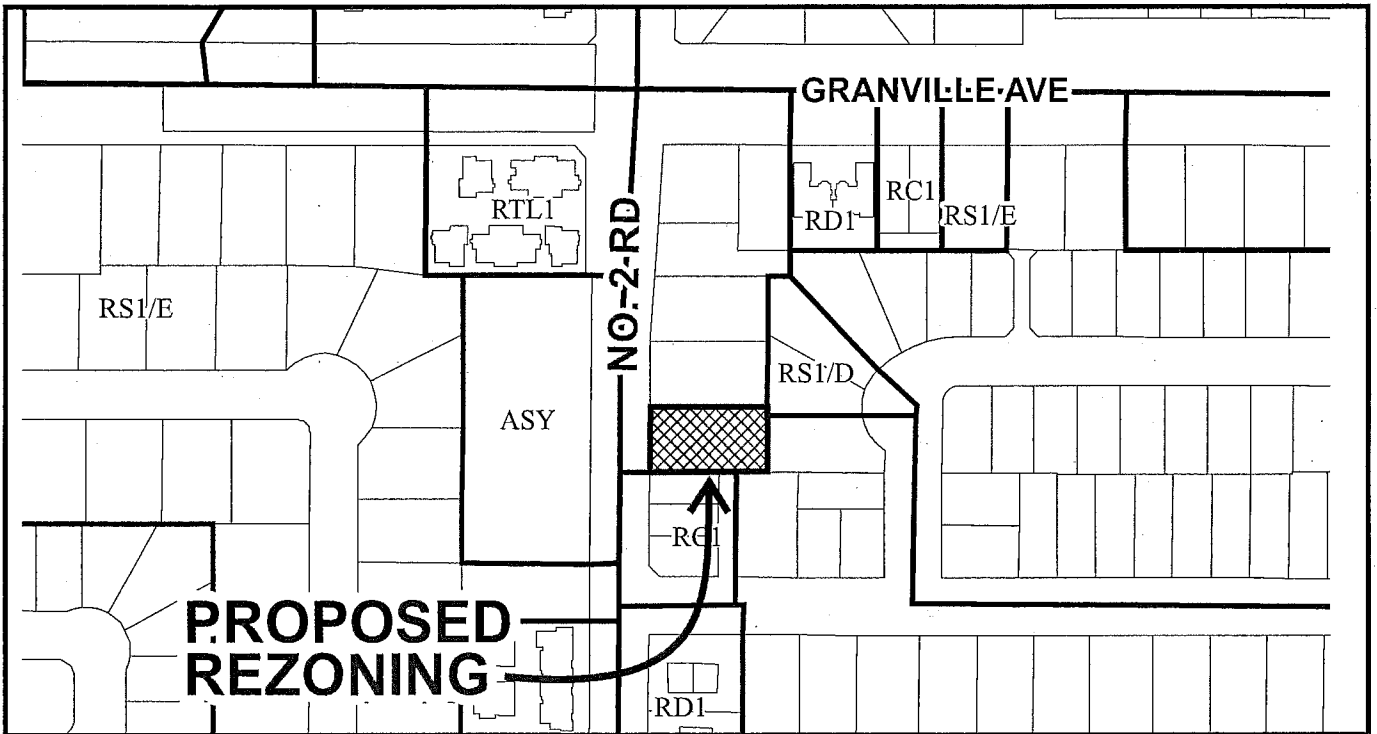 GRANVILLE AVE
RTL1
NO. 2 RD
RD1
RC1
RS1/E
RS1/E
RS1/D
ASY
RC1
PROPOSED
REZONING
RD1